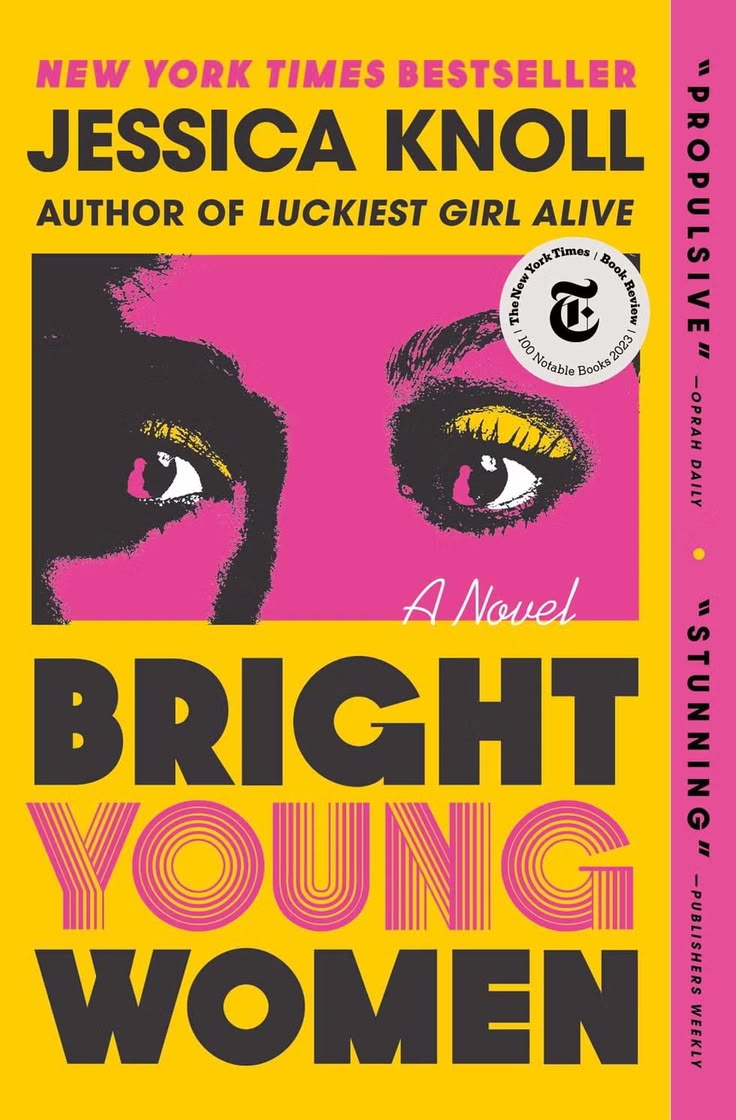 NEW YORK TIMES BESTSELLER
JESSICA KNOLL
AUTHOR OF LUCKIEST GIRL ALIVE
The New York Times | Book Review
T
| 100 Notable Books 2023 |
A Novel
BRIGHT
YOUNG
WOMEN
"PROPULSIVE" —OPRAH DAILY
"STUNNING" —PUBLISHERS WEEKLY